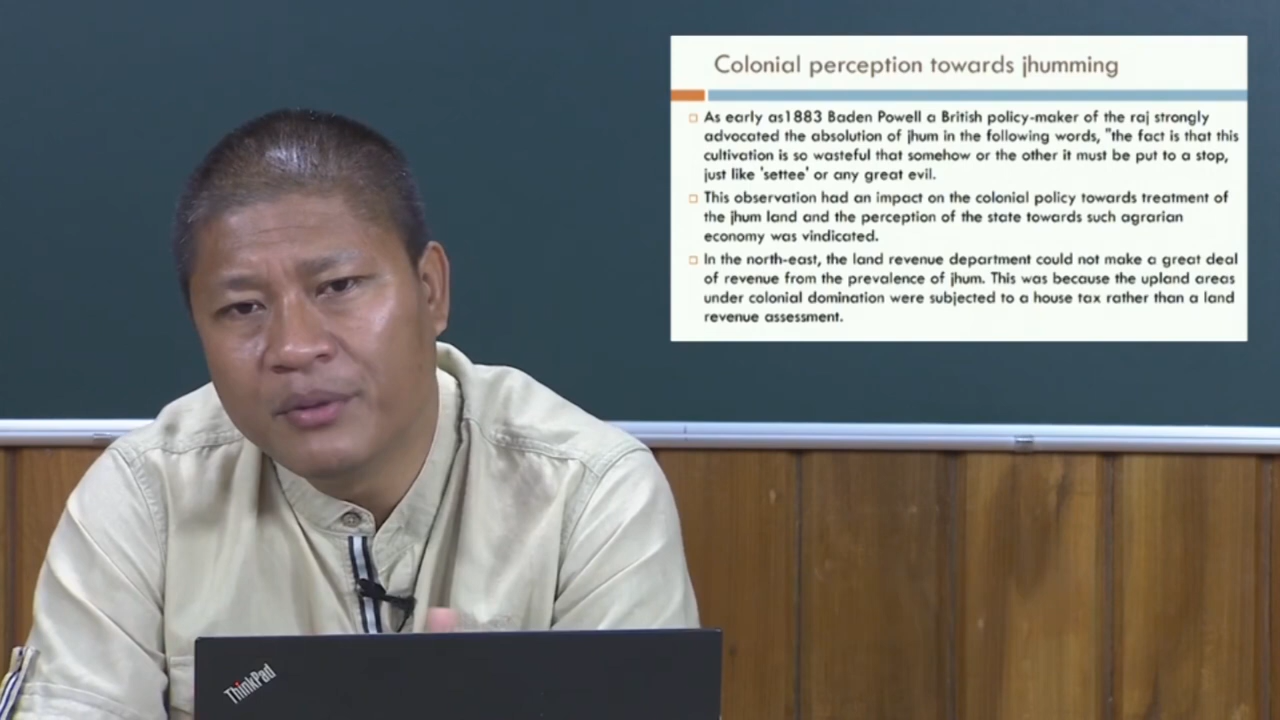 Colonial perception towards jhumming
As early as1883 Baden Powell a British policy-maker of the raj strongly
advocated the absolution of jhum in the following words, "the fact is that this
cultivation is so wasteful that somehow or the other it must be put to a stop,
just like 'settee' or any great evil.
This observation had an impact on the colonial policy towards treatment of
the jhum land and the perception of the state towards such agrarian
economy was vindicated.
In the north-east, the land revenue department could not make a great deal
of revenue from the prevalence of jhum. This was because the upland areas
under colonial domination were subjected to a house tax rather than a land
revenue assessment.
ThinkPad